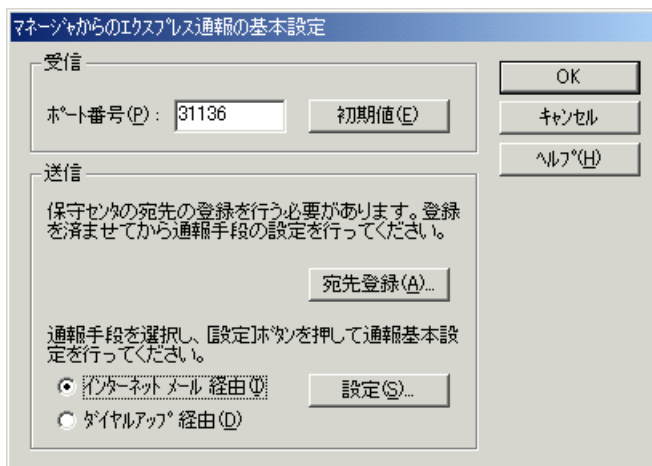 ﾏﾈｰｼﾞｬからのｴｸｽﾌﾟﾚｽ通報の基本設定
受信
ﾎﾟｰﾄ番号(P)： 31136 初期値(E)
OK
ｷｬﾝｾﾙ
ﾍﾙﾌﾟ(H)
送信
保守ｾﾝﾀの宛先の登録を行う必要があります。登録
を済ませてから通報手段の設定を行ってください。
宛先登録(A)...
通報手段を選択し、[設定]ﾎﾞﾀﾝを押して通報基本設
定を行ってください。
ｲﾝﾀｰﾈｯﾄ ﾒｰﾙ 経由(I) 設定(S)...
ﾀﾞｲﾔﾙｱｯﾌﾟ 経由(D)